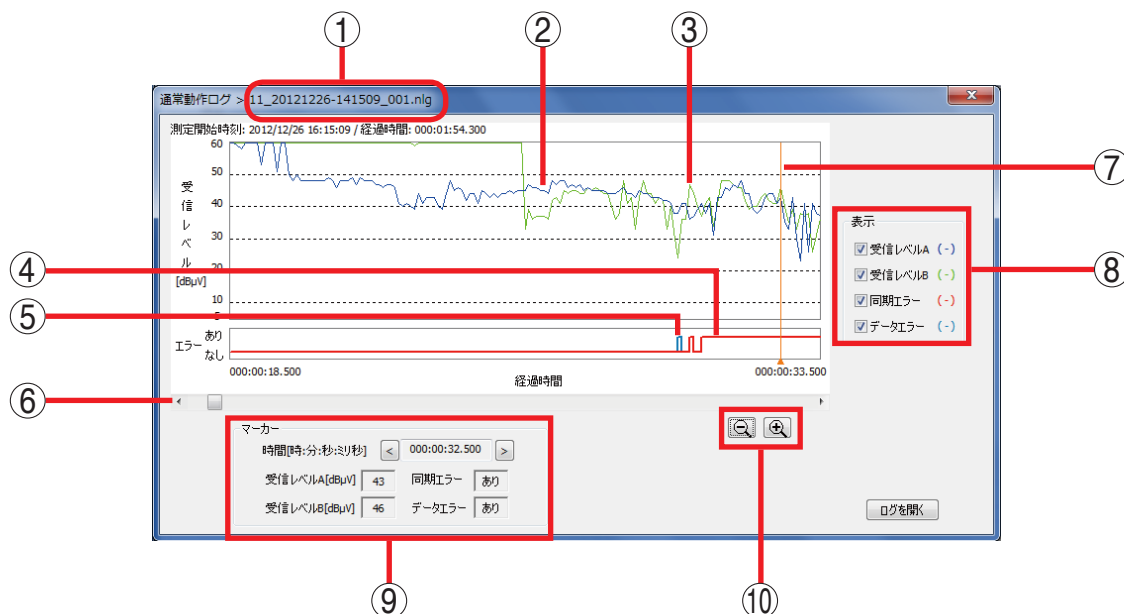 ① ② ③
通常動作ログ > 11_20121226-141509_001.nlg
測定開始時刻: 2012/12/26 16:15:09 / 経過時間: 000:01:54.300
60
50
40
30
20
10
受信レベル
[dBμV]
⑦
表示
受信レベルA (-)
受信レベルB (-)
同期エラー (-)
データエラー (-)
⑧
④
⑤
エラー
あり
なし
000:00:18.500
000:00:33.500
経過時間
⑥
マーカー
時間[時:分:秒:ミリ秒] < 000:00:32.500 >
受信レベルA[dBμV] 43 同期エラー あり
受信レベルB[dBμV] 46 データエラー あり
ログを開く
⑨ ⑩